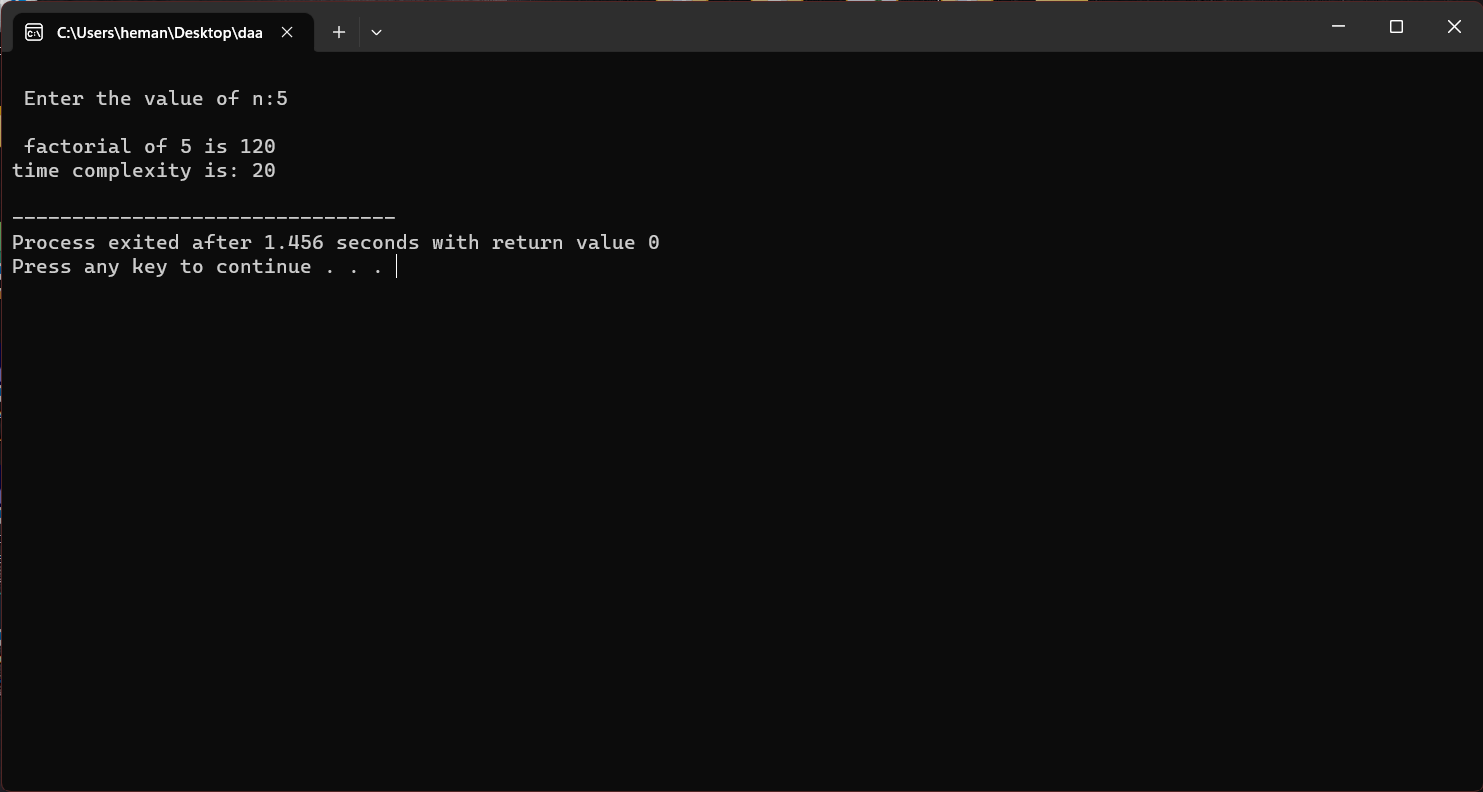 C:\Users\heman\Desktop\daa
Enter the value of n:5
factorial of 5 is 120
time complexity is: 20
--------------------------------
Process exited after 1.456 seconds with return value 0
Press any key to continue . . .